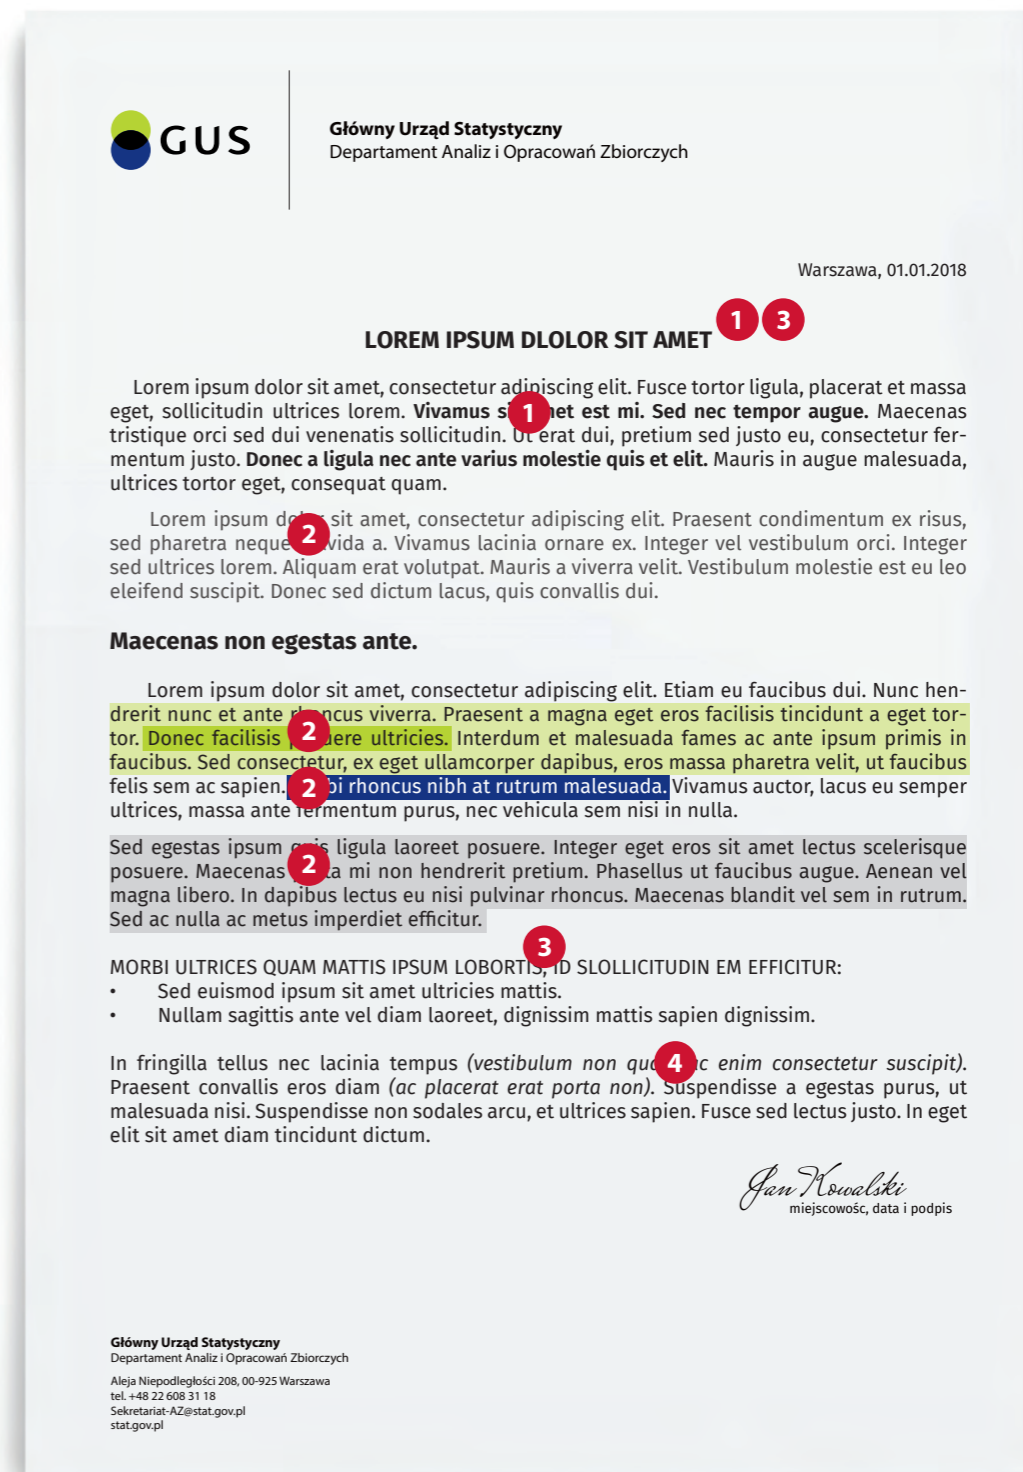 GUS
Główny Urząd Statystyczny
Departament Analiz i Opracowań Zbiorczych
Warszawa, 01.01.2018
LOREM IPSUM DLOLOR SIT AMET 1 3
Lorem ipsum dolor sit amet, consectetur adipiscing elit. Fusce tortor ligula, placerat et massa
eget, sollicitudin ultrices lorem. Vivamus 1 est mi. Sed nec tempor augue. Maecenas
tristique orci sed dui venenatis sollicitudin. Ut erat dui, pretium sed justo eu, consectetur fer-
mentum justo. Donec a ligula nec ante varius molestie quis et elit. Mauris in augue malesuada,
ultrices tortor eget, consequat quam.
Lorem ipsum dolor sit amet, consectetur adipiscing elit. Praesent condimentum ex risus,
sed pharetra neque 2 a. Vivamus lacinia ornare ex. Integer vel vestibulum orci. Integer
sed ultrices lorem. Aliquam erat volutpat. Mauris a viverra velit. Vestibulum molestie est eu leo
eleifend suscipit. Donec sed dictum lacus, quis convallis dui.
Maecenas non egestas ante.
Lorem ipsum dolor sit amet, consectetur adipiscing elit. Etiam eu faucibus dui. Nunc hen-
drerit nunc et ante rhoncus viverra. Praesent a magna eget eros facilisis tincidunt a eget tor-
tor. Donec facilisis 2 ultricies. Interdum et malesuada fames ac ante ipsum primis in
faucibus. Sed consectetur, ex eget ullamcorper dapibus, eros massa pharetra velit, ut faucibus
felis sem ac sapien. 2 rhoncus nibh at rutrum malesuada. Vivamus auctor, lacus eu semper
ultrices, massa ante fermentum purus, nec vehicula sem nisi in nulla.
Sed egestas ipsum quis ligula laoreet posuere. Integer eget eros sit amet lectus scelerisque
posuere. Maecenas 2 mi non hendrerit pretium. Phasellus ut faucibus augue. Aenean vel
magna libero. In dapibus lectus eu nisi pulvinar rhoncus. Maecenas blandit vel sem in rutrum.
Sed ac nulla ac metus imperdiet efficitur.
3
MORBI ULTRICES QUAM MATTIS IPSUM LOBORTIS, ID SLOLLICITUDIN EM EFFICITUR:
• Sed euismod ipsum sit amet ultricies mattis.
• Nullam sagittis ante vel diam laoreet, dignissim mattis sapien dignissim.
In fringilla tellus nec lacinia tempus (vestibulum non 4 enim consectetur suscipit).
Praesent convallis eros diam (ac placerat erat porta non). Suspendisse a egestas purus, ut
malesuada nisi. Suspendisse non sodales arcu, et ultrices sapien. Fusce sed lectus justo. In eget
elit sit amet diam tincidunt dictum.
Jan Kowalski
miejscowośc, data i podpis
Główny Urząd Statystyczny
Departament Analiz i Opracowań Zbiorczych
Aleja Niepodległości 208, 00-925 Warszawa
tel. +48 22 608 31 18
Sekretariat-AZ@stat.gov.pl
stat.gov.pl